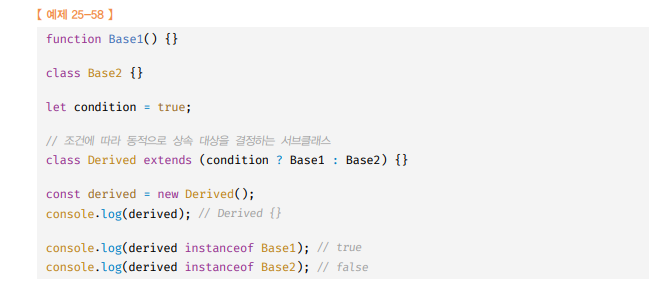 【 예제 25-58 】
function Base1() {}
class Base2 {}
let condition = true;
// 조건에 따라 동적으로 상속 대상을 결정하는 서브클래스
class Derived extends (condition ? Base1 : Base2) {}
const derived = new Derived();
console.log(derived); // Derived {}
console.log(derived instanceof Base1); // true
console.log(derived instanceof Base2); // false